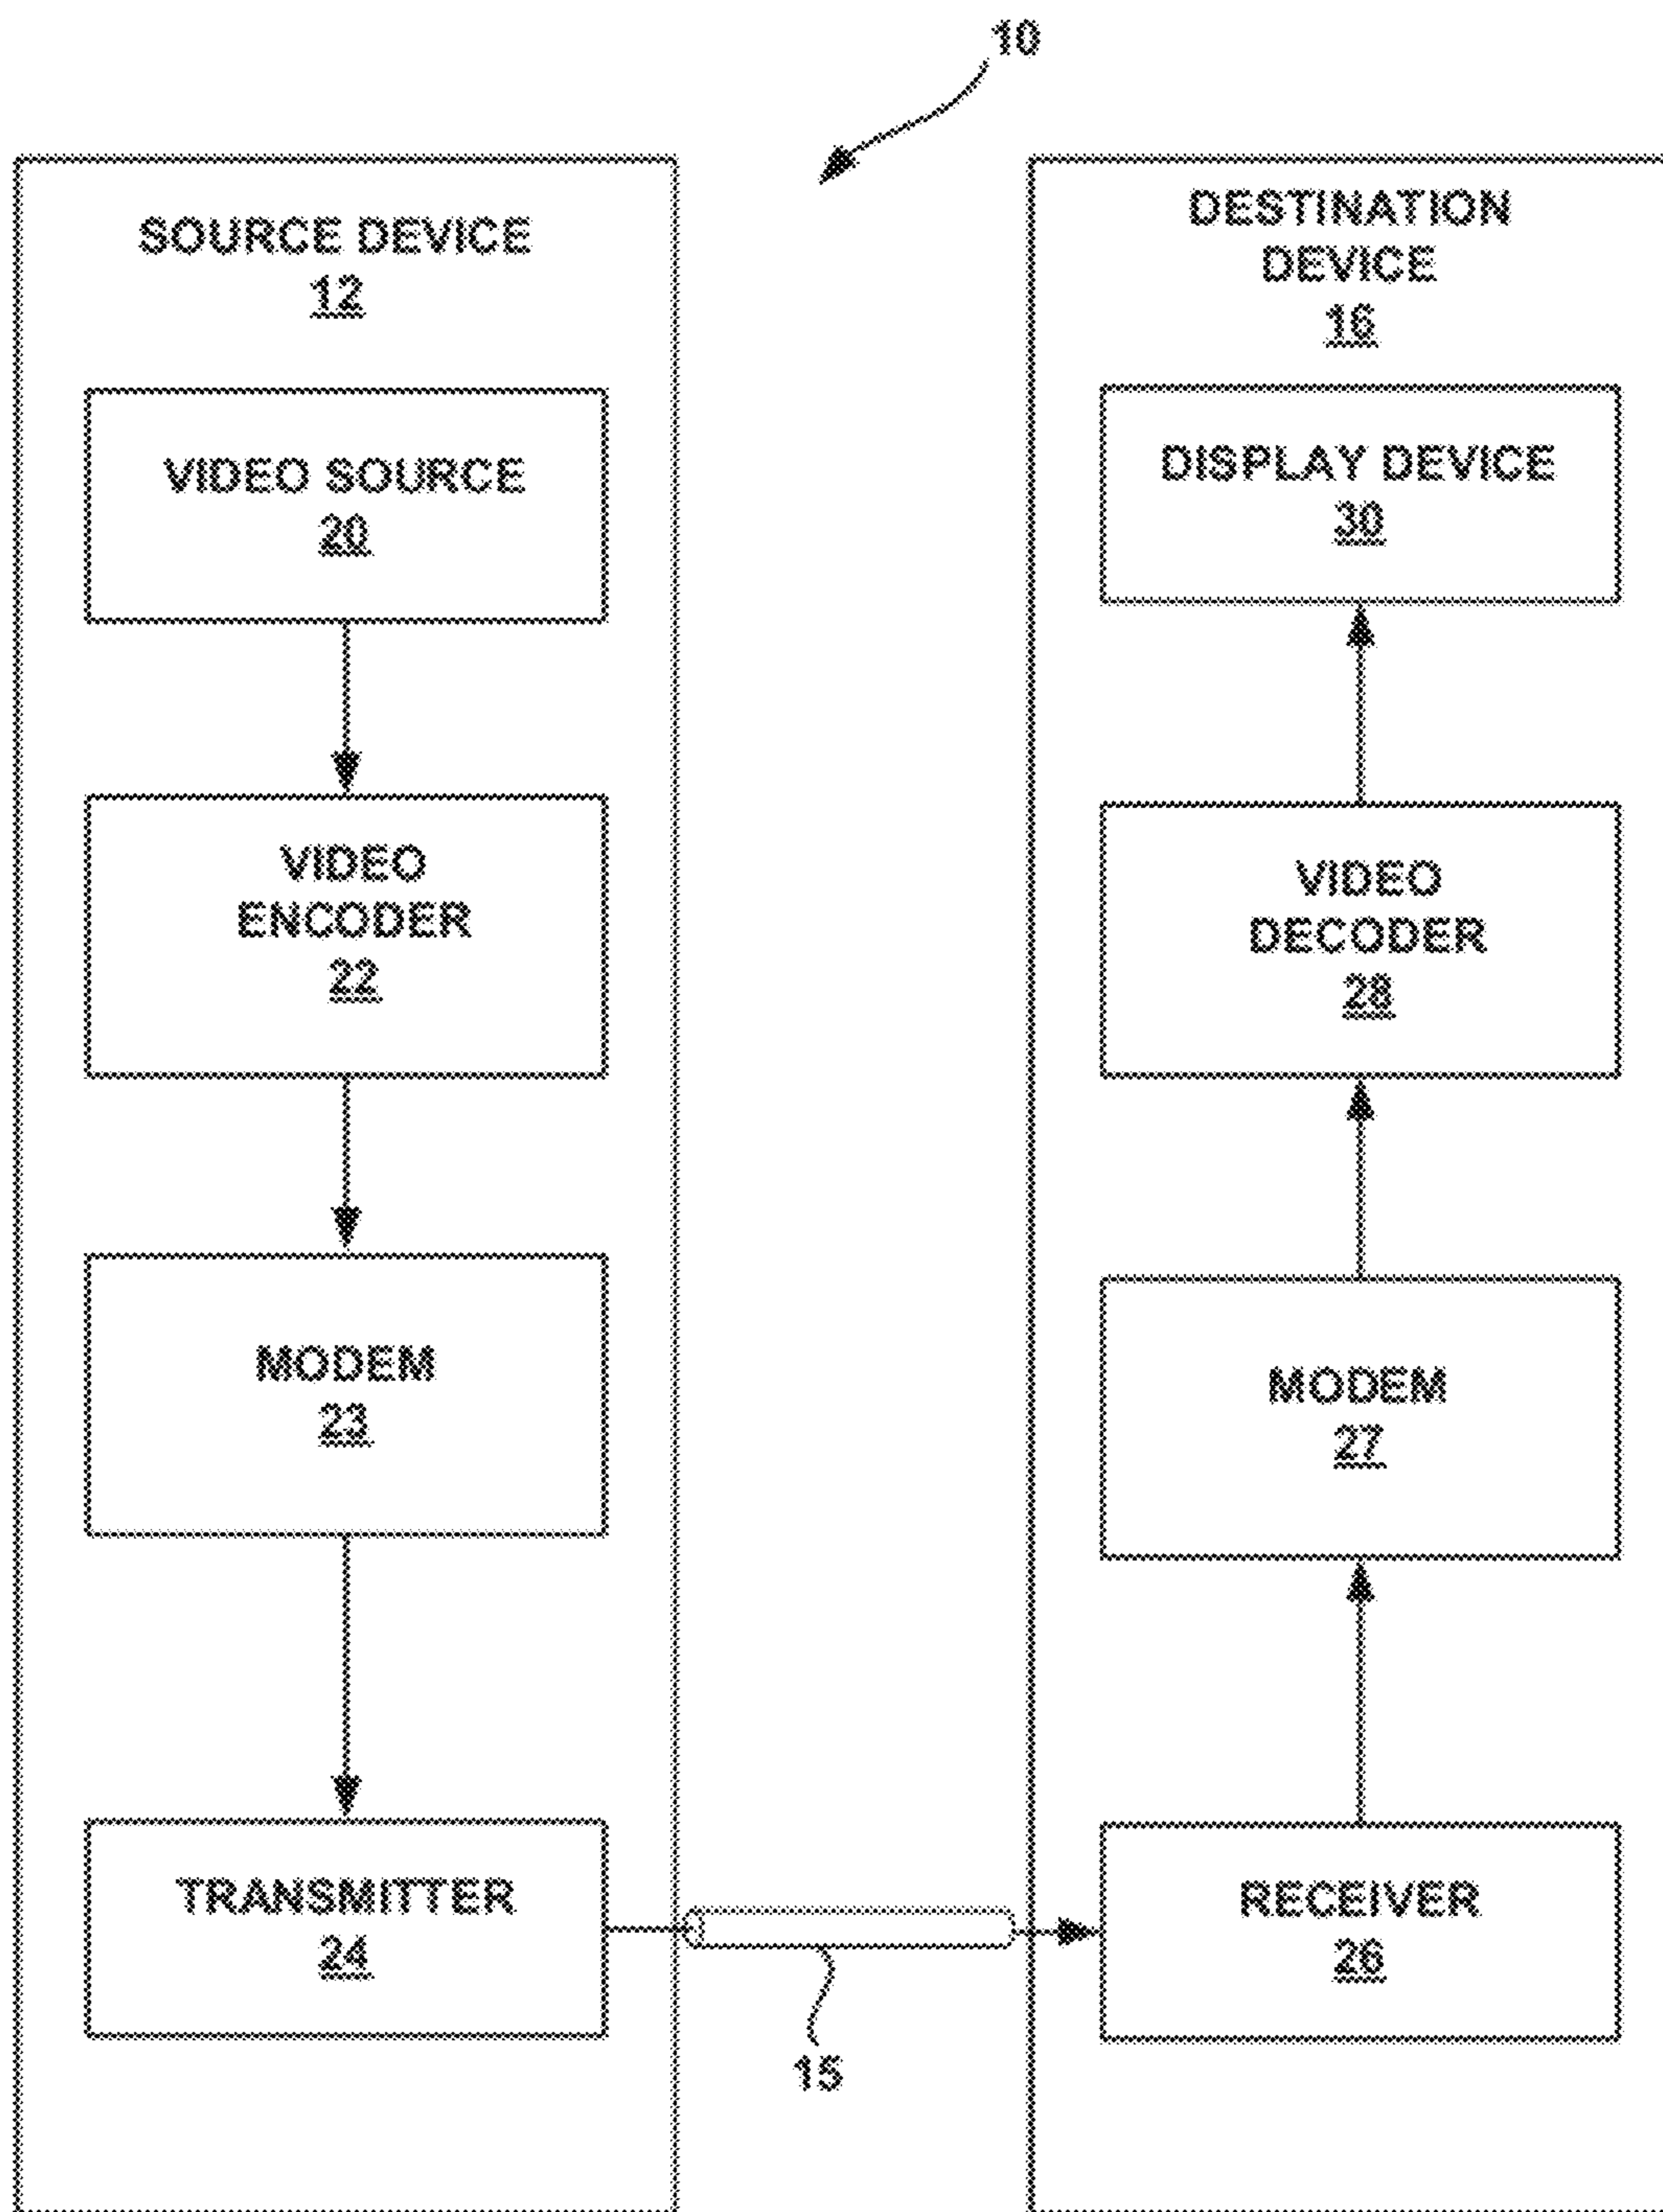 10
SOURCE DEVICE
12
VIDEO SOURCE
20
VIDEO
ENCODER
22
MODEM
23
TRANSMITTER
24
15
DESTINATION
DEVICE
16
DISPLAY DEVICE
30
VIDEO
DECODER
28
MODEM
27
RECEIVER
26